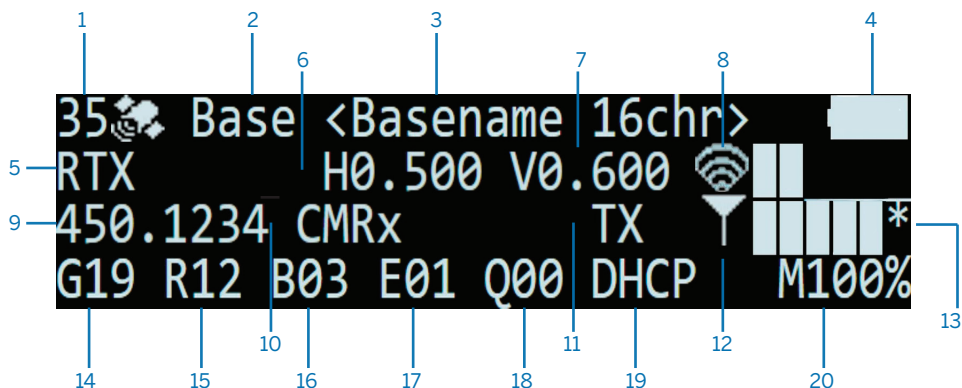 1 2 3 4
6 7 8
35 Base <Basename 16chr>
5 RTX H0.500 V0.600
9 450.1234 CMRx TX *
13
G19 R12 B03 E01 Q00 DHCP M100%
10 11 12
14 15 16 17 18 19 20